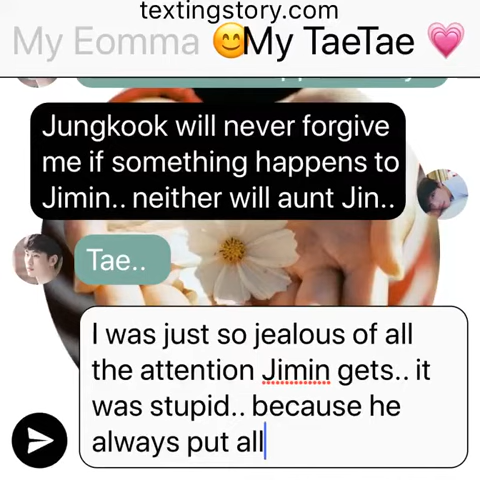 textingstory.com
My Eomma 😊My TaeTae 💗
Jungkook will never forgive
me if something happens to
Jimin.. neither will aunt Jin..
Tae..
I was just so jealous of all
the attention Jimin gets.. it
was stupid.. because he
always put all